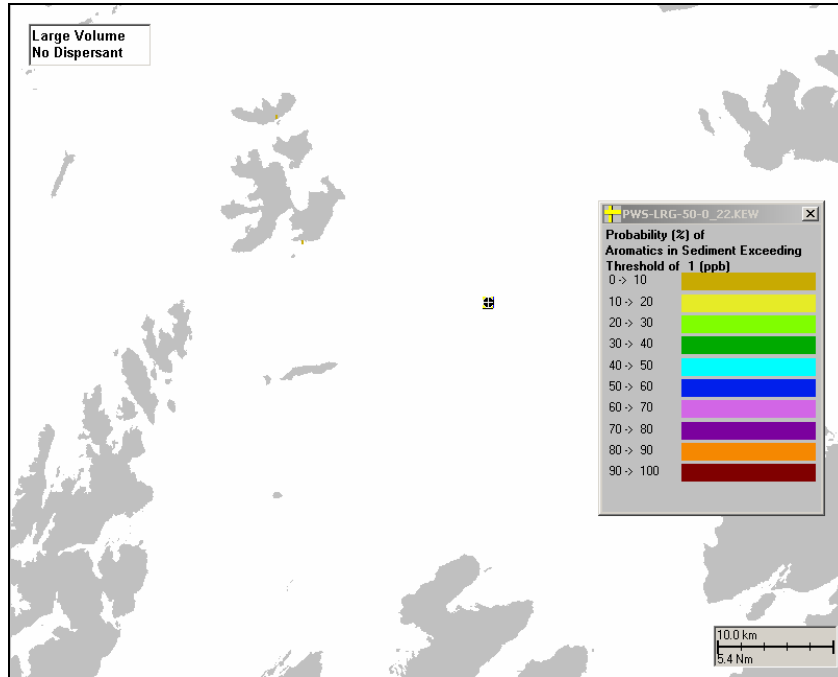 Large Volume
No Dispersant
PWS-LRG-50-0_22.KEW
Probability (%) of
Aromatics in Sediment Exceeding
Threshold of 1 (ppb)
0 -> 10
10 -> 20
20 -> 30
30 -> 40
40 -> 50
50 -> 60
60 -> 70
70 -> 80
80 -> 90
90 -> 100
10.0 km
5.4 Nm